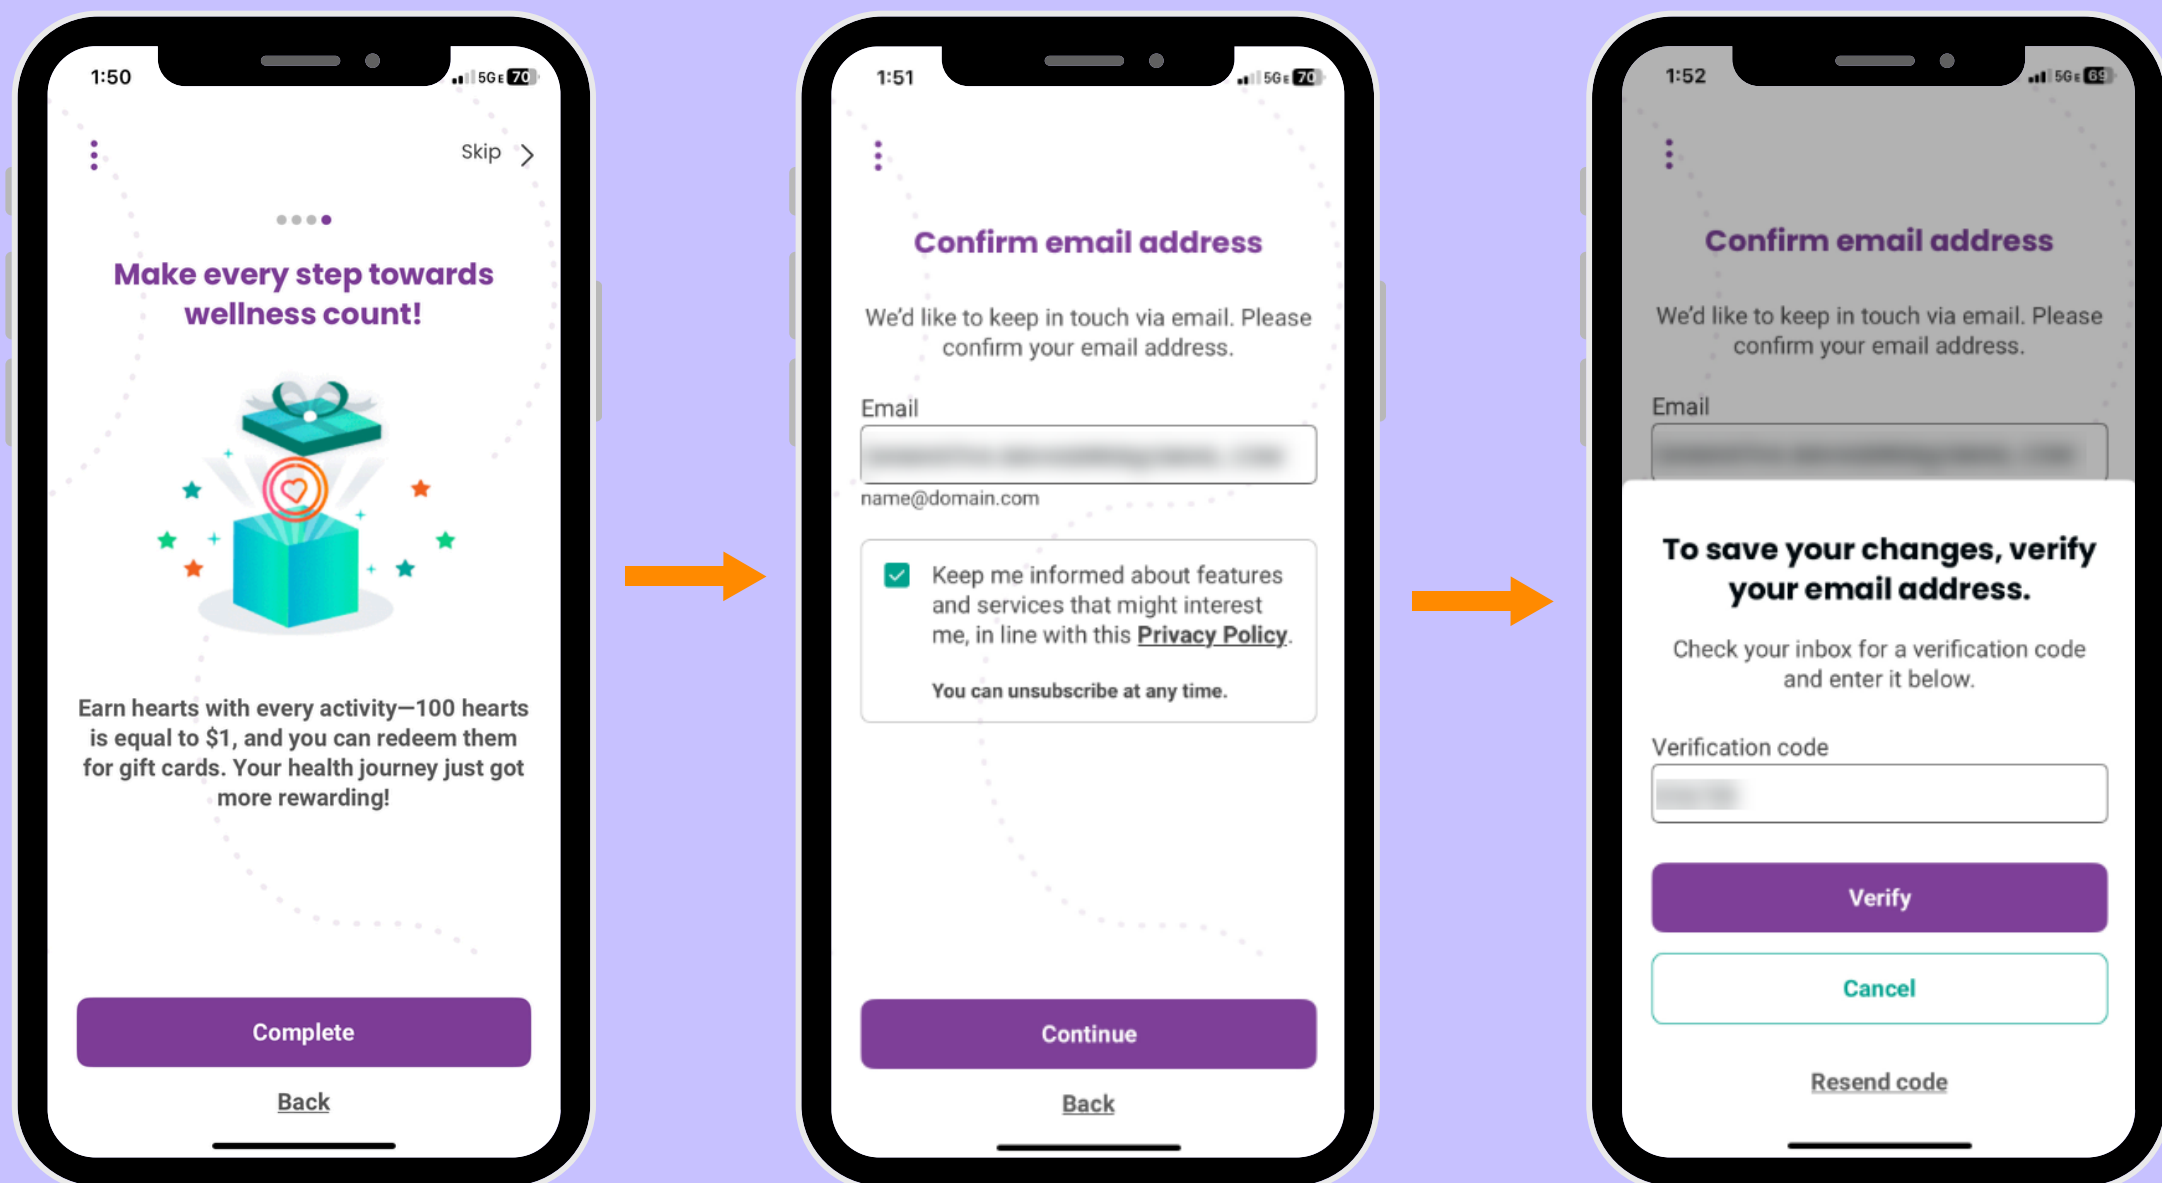 1:50
5GE 70
Skip
Make every step towards
wellness count!
Earn hearts with every activity—100 hearts
is equal to $1, and you can redeem them
for gift cards. Your health journey just got
more rewarding!
Complete
Back
1:51
5GE 70
Confirm email address
We’d like to keep in touch via email. Please
confirm your email address.
Email
name@domain.com
Keep me informed about features
and services that might interest
me, in line with this Privacy Policy.
You can unsubscribe at any time.
Continue
Back
1:52
5GE 69
Confirm email address
We’d like to keep in touch via email. Please
confirm your email address.
Email
To save your changes, verify
your email address.
Check your inbox for a verification code
and enter it below.
Verification code
Verify
Cancel
Resend code